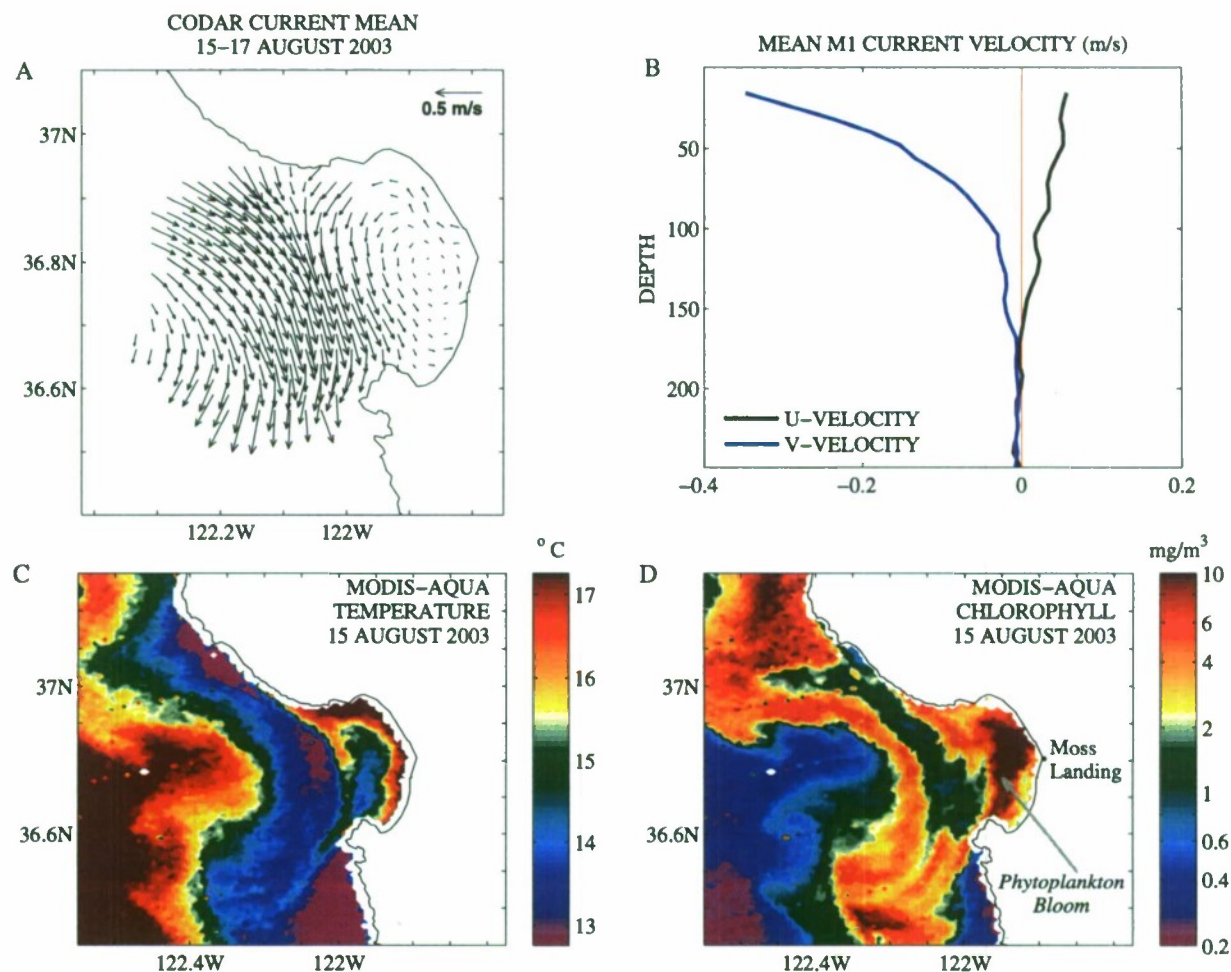 CODAR CURRENT MEAN
15–17 AUGUST 2003
A
0.5 m/s
37N
36.8N
36.6N
122.2W
122W
MEAN M1 CURRENT VELOCITY (m/s)
B
DEPTH
50
100
150
200
U–VELOCITY
V–VELOCITY
–0.4
–0.2
0
0.2
C
MODIS–AQUA
TEMPERATURE
15 AUGUST 2003
37N
36.6N
122.4W
122W
° C
17
16
15
14
13
D
MODIS–AQUA
CHLOROPHYLL
15 AUGUST 2003
37N
36.6N
Moss
Landing
Phytoplankton
Bloom
122.4W
122W
mg/m³
10
6
4
2
1
0.6
0.4
0.2